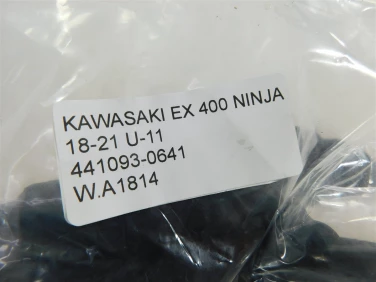 KAWASAKI EX 400 NINJA
18-21 U-11
441093-0641
W.A1814